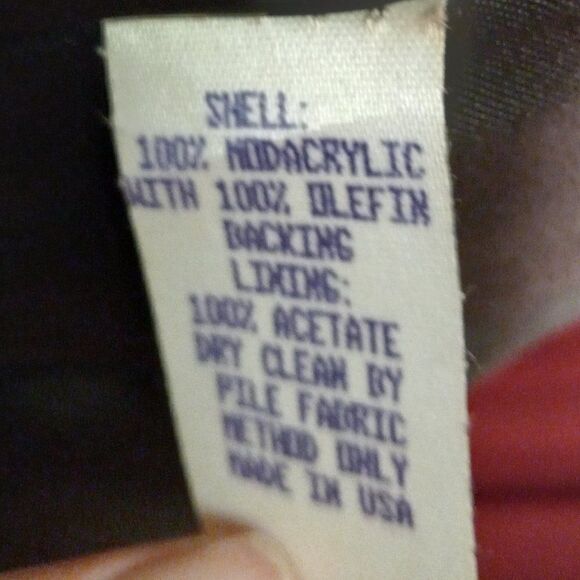 SHELL:
100% MODACRYLIC
WITH 100% OLEFIN
BACKING
LINING:
100% ACETATE
DRY CLEAN BY
PILE FABRIC
METHOD ONLY
MADE IN USA